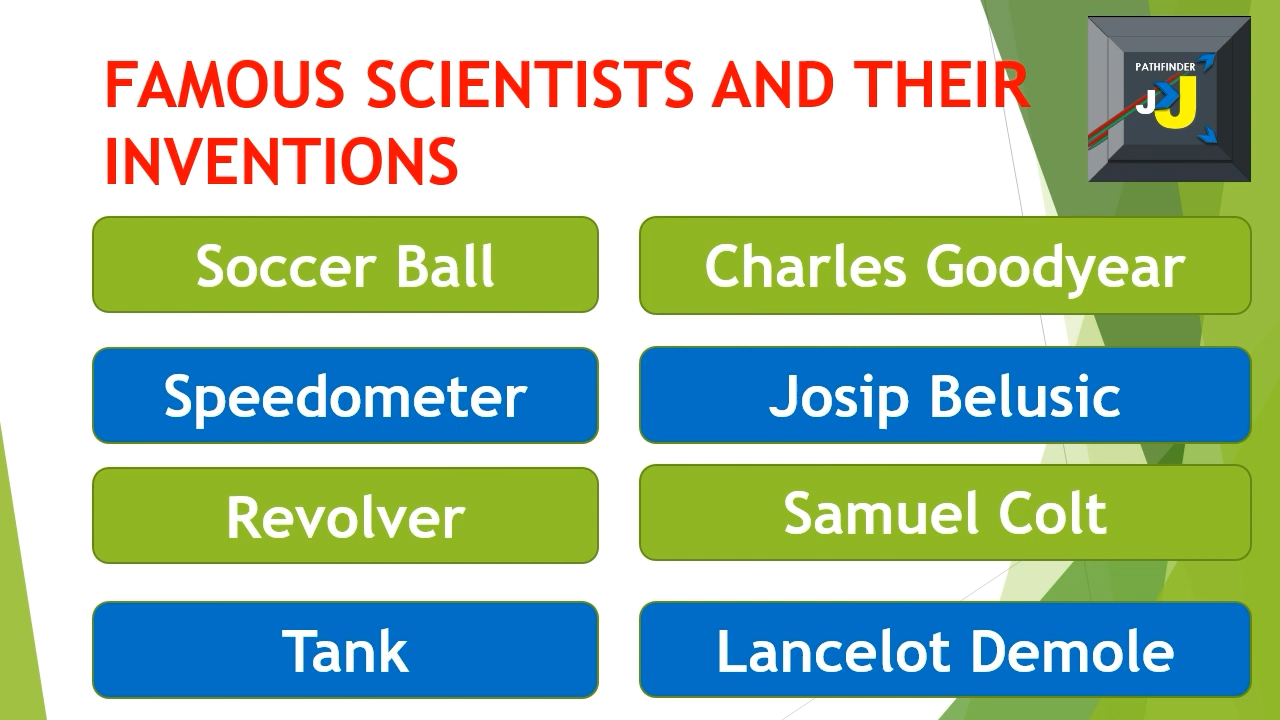 FAMOUS SCIENTISTS AND THEIR
INVENTIONS
PATHFINDER
JJ
Soccer Ball
Charles Goodyear
Speedometer
Josip Belusic
Revolver
Samuel Colt
Tank
Lancelot Demole